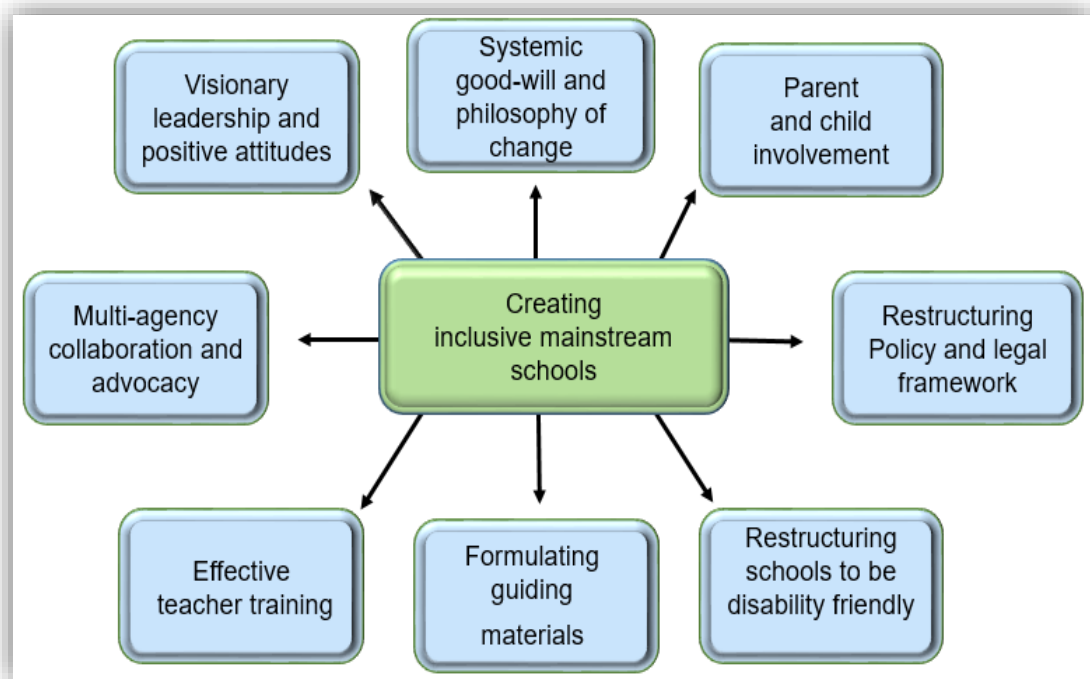 Visionary
leadership and
positive attitudes
Systemic
good-will and
philosophy of
change
Parent
and child
involvement
Multi-agency
collaboration and
advocacy
Creating
inclusive mainstream
schools
Restructuring
Policy and legal
framework
Effective
teacher training
Formulating
guiding
materials
Restructuring
schools to be
disability friendly